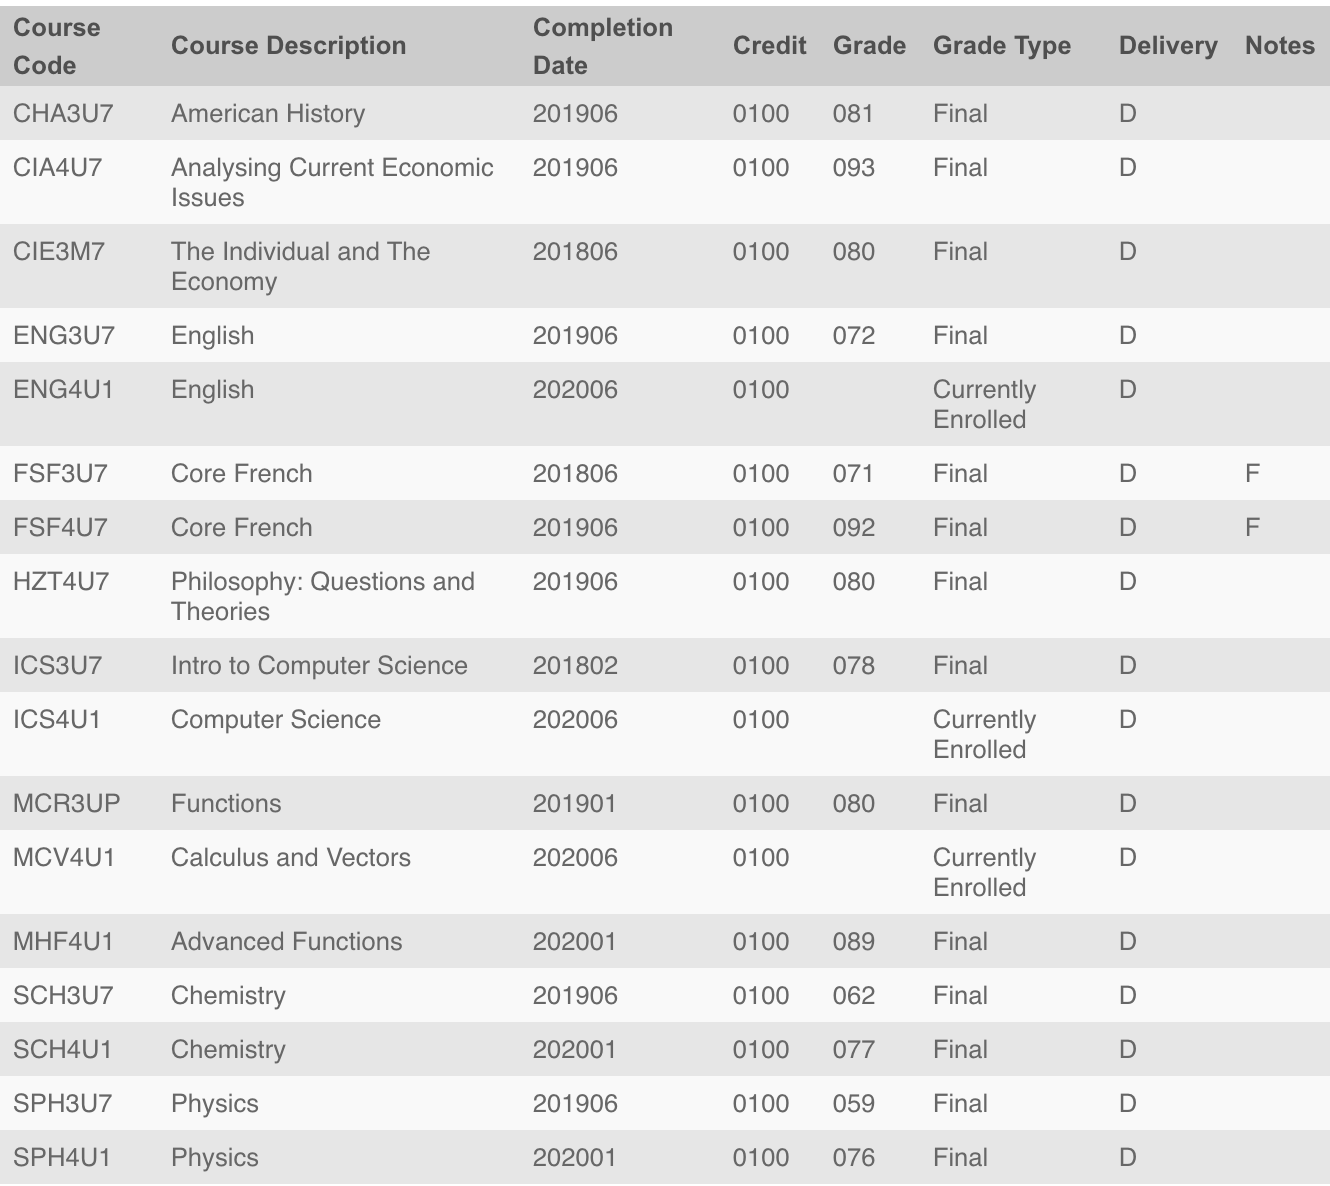 Course Code Course Description Completion Date Credit Grade Grade Type Delivery Notes
CHA3U7 American History 201906 0100 081 Final D
CIA4U7 Analysing Current Economic Issues 201906 0100 093 Final D
CIE3M7 The Individual and The Economy 201806 0100 080 Final D
ENG3U7 English 201906 0100 072 Final D
ENG4U1 English 202006 0100 Currently Enrolled D
FSF3U7 Core French 201806 0100 071 Final D F
FSF4U7 Core French 201906 0100 092 Final D F
HZT4U7 Philosophy: Questions and Theories 201906 0100 080 Final D
ICS3U7 Intro to Computer Science 201802 0100 078 Final D
ICS4U1 Computer Science 202006 0100 Currently Enrolled D
MCR3UP Functions 201901 0100 080 Final D
MCV4U1 Calculus and Vectors 202006 0100 Currently Enrolled D
MHF4U1 Advanced Functions 202001 0100 089 Final D
SCH3U7 Chemistry 201906 0100 062 Final D
SCH4U1 Chemistry 202001 0100 077 Final D
SPH3U7 Physics 201906 0100 059 Final D
SPH4U1 Physics 202001 0100 076 Final D